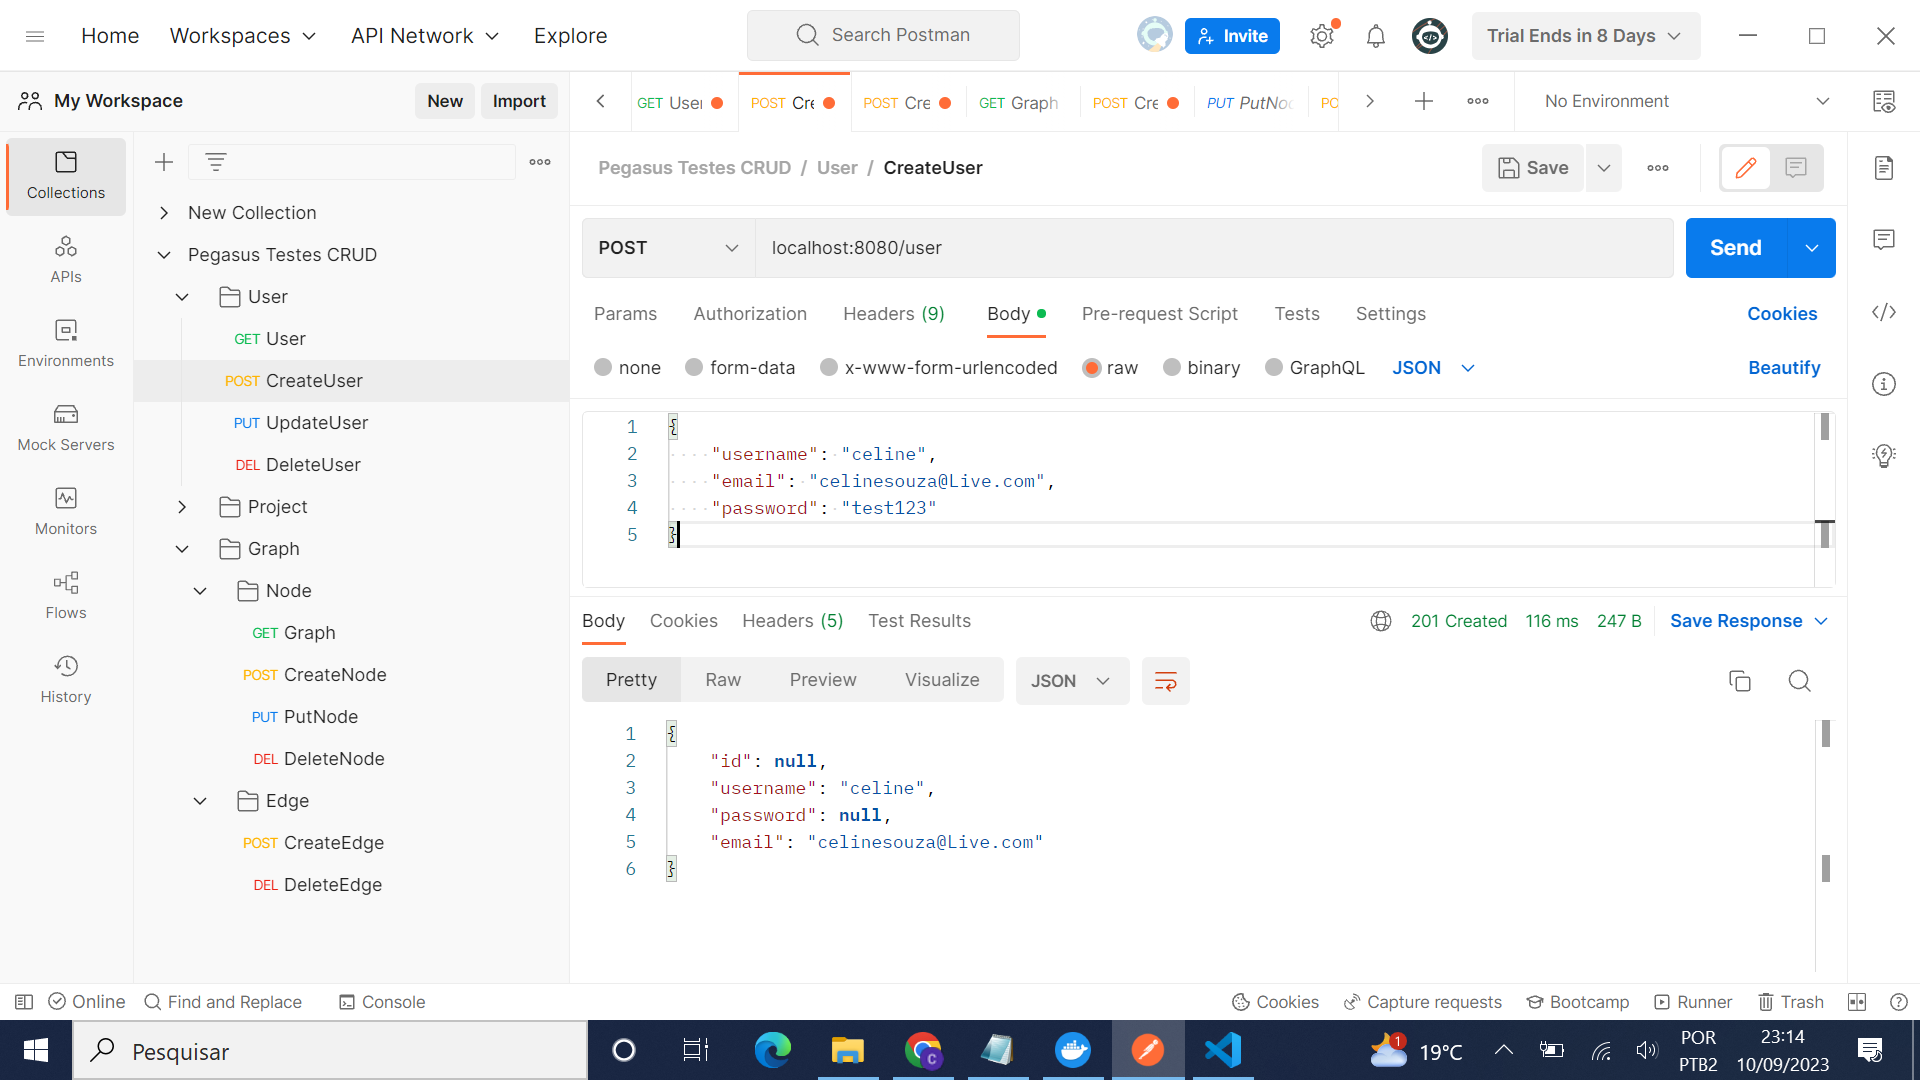 Home Workspaces API Network Explore Search Postman Invite Trial Ends in 8 Days
My Workspace New Import
GET User POST Cre POST Cre GET Graph POST Cre PUT PutNo PO No Environment
Collections
APIs
Environments
Mock Servers
Monitors
Flows
History
New Collection
Pegasus Testes CRUD
User
GET User
POST CreateUser
PUT UpdateUser
DEL DeleteUser
Project
Graph
Node
GET Graph
POST CreateNode
PUT PutNode
DEL DeleteNode
Edge
POST CreateEdge
DEL DeleteEdge
Pegasus Testes CRUD / User / CreateUser Save
POST localhost:8080/user Send
Params Authorization Headers (9) Body Pre-request Script Tests Settings Cookies
none form-data x-www-form-urlencoded raw binary GraphQL JSON Beautify
1 {
2 "username": "celine",
3 "email": "celinesouza@Live.com",
4 "password": "test123"
5 }
Body Cookies Headers (5) Test Results 201 Created 116 ms 247 B Save Response
Pretty Raw Preview Visualize JSON
1 {
2 "id": null,
3 "username": "celine",
4 "password": null,
5 "email": "celinesouza@Live.com"
6 }
Online Find and Replace Console Cookies Capture requests Bootcamp Runner Trash
Pesquisar C 1 19°C POR 23:14
PTB2 10/09/2023